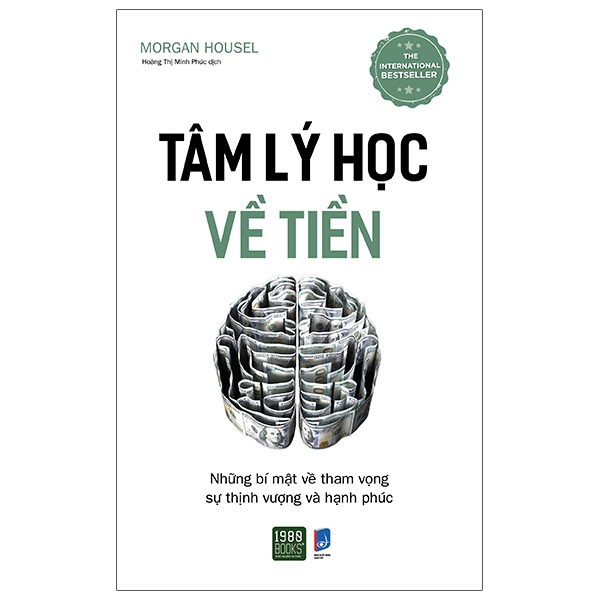 MORGAN HOUSEL
Hoàng Thị Minh Phúc dịch
THE
INTERNATIONAL
BESTSELLER
TÂM LÝ HỌC
VỀ TIỀN
Những bí mật về tham vọng
sự thịnh vượng và hạnh phúc
1980
BOOKS